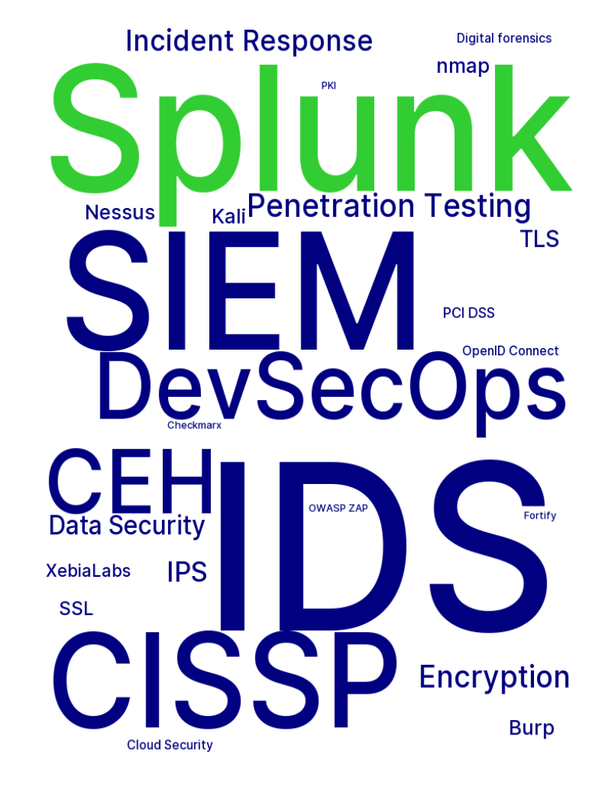 Incident Response
Digital forensics
nmap
PKI
Splunk
Nessus
Kali
Penetration Testing
TLS
SIEM
PCI DSS
OpenID Connect
DevSecOps
Checkmarx
CEH
IDS
OWASP ZAP
Fortify
Data Security
XebiaLabs
IPS
SSL
CISSP
Encryption
Burp
Cloud Security